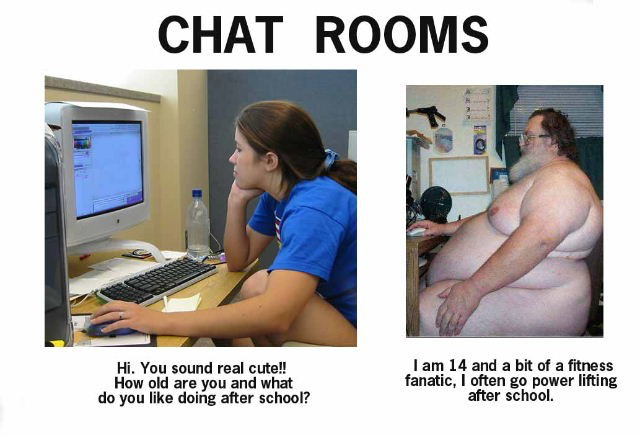 CHAT ROOMS
Hi. You sound real cute!!
How old are you and what
do you like doing after school?
I am 14 and a bit of a fitness
fanatic, I often go power lifting
after school.